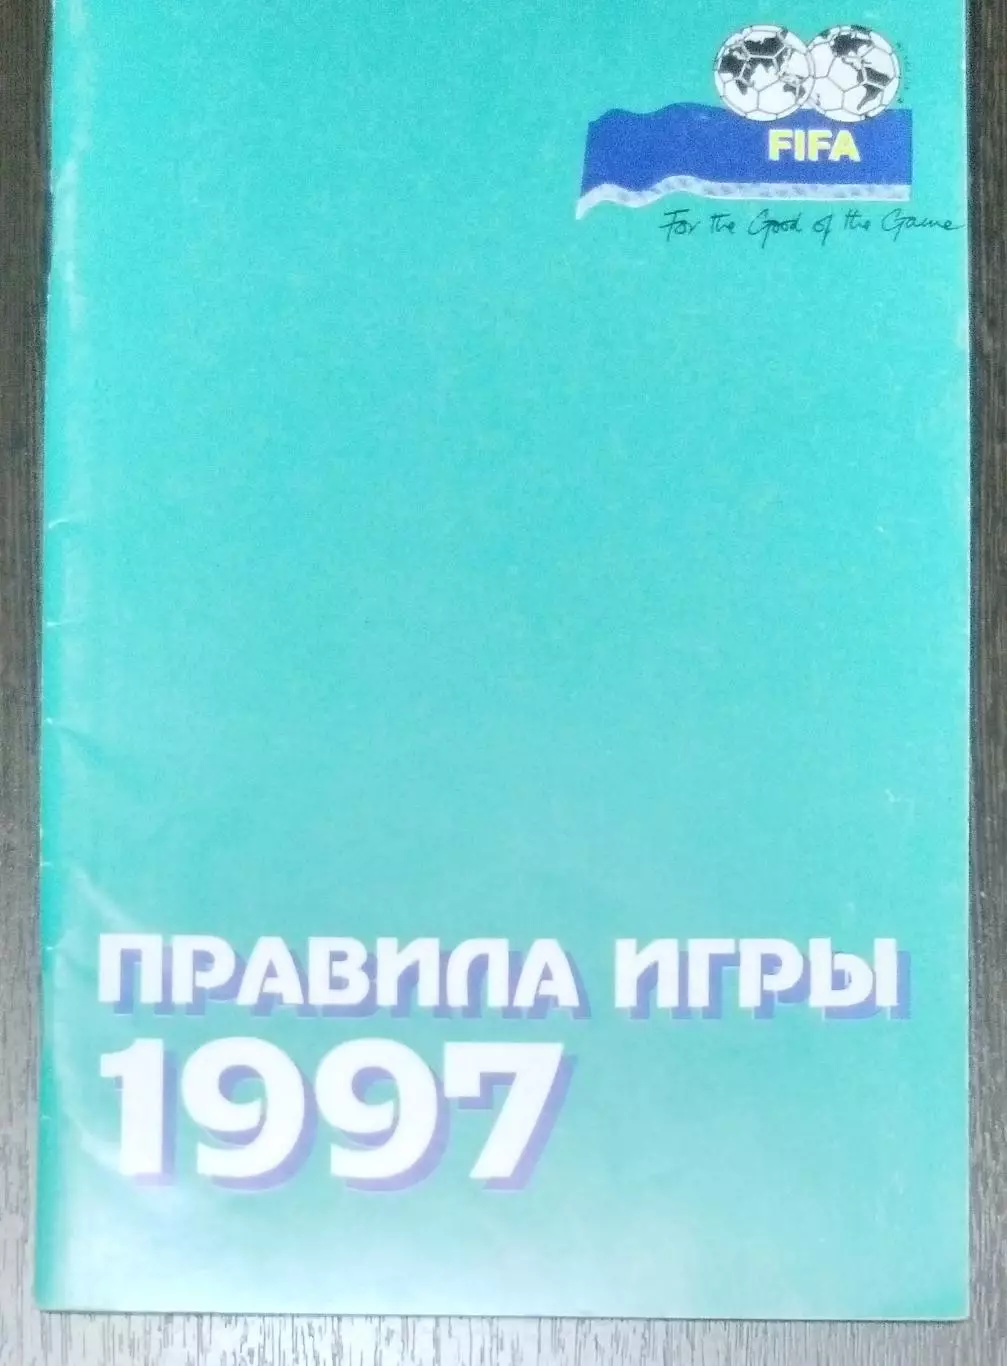 FIFA
For the Good of the Game
ПРАВИЛА ИГРЫ
1997